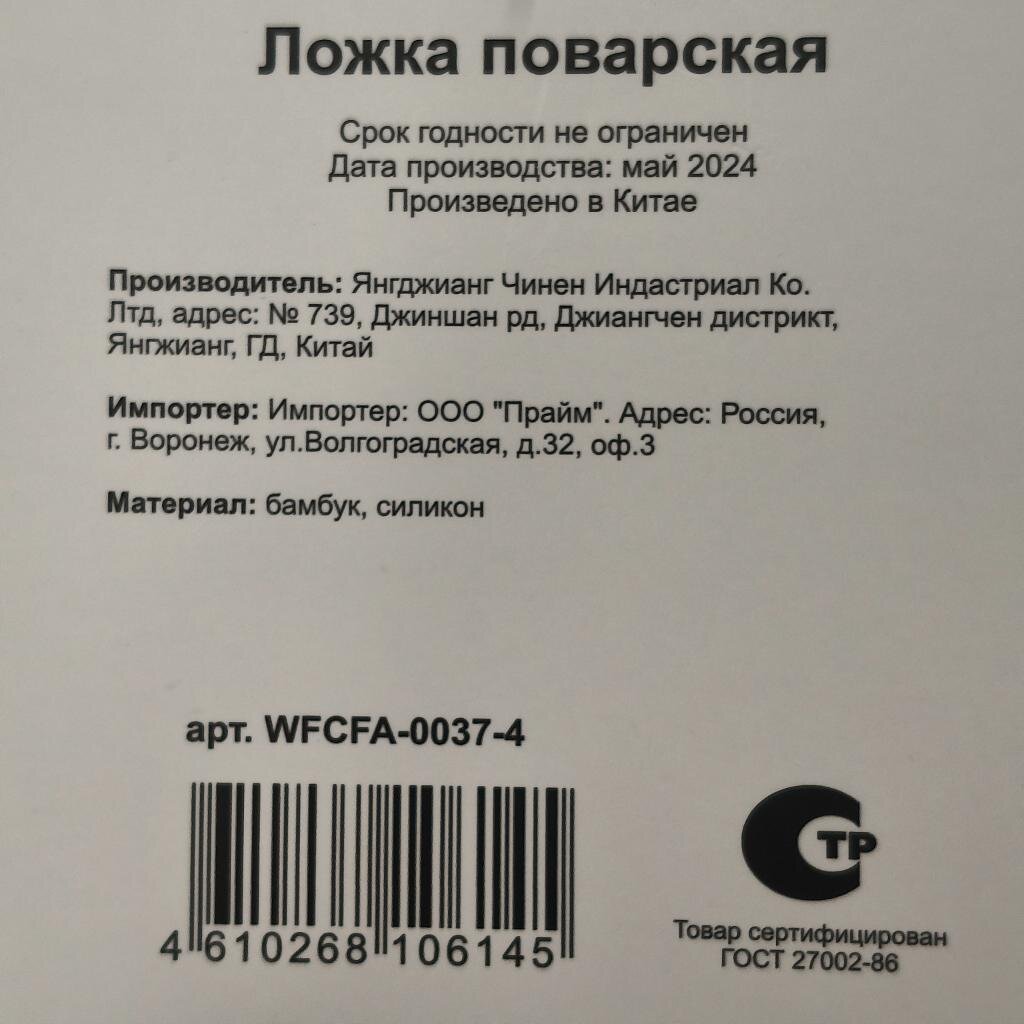 Ложка поварская
Срок годности не ограничен
Дата производства: май 2024
Произведено в Китае
Производитель: Янгджианг Чинен Индастриал Ко.
Лтд, адрес: № 739, Джиншан рд, Джиангчен дистрикт,
Янгжианг, ГД, Китай
Импортер: Импортер: ООО "Прайм". Адрес: Россия,
г. Воронеж, ул.Волгоградская, д.32, оф.3
Материал: бамбук, силикон
арт. WFCFA-0037-4
4 610268 106145
СТР
Товар сертифицирован
ГОСТ 27002-86